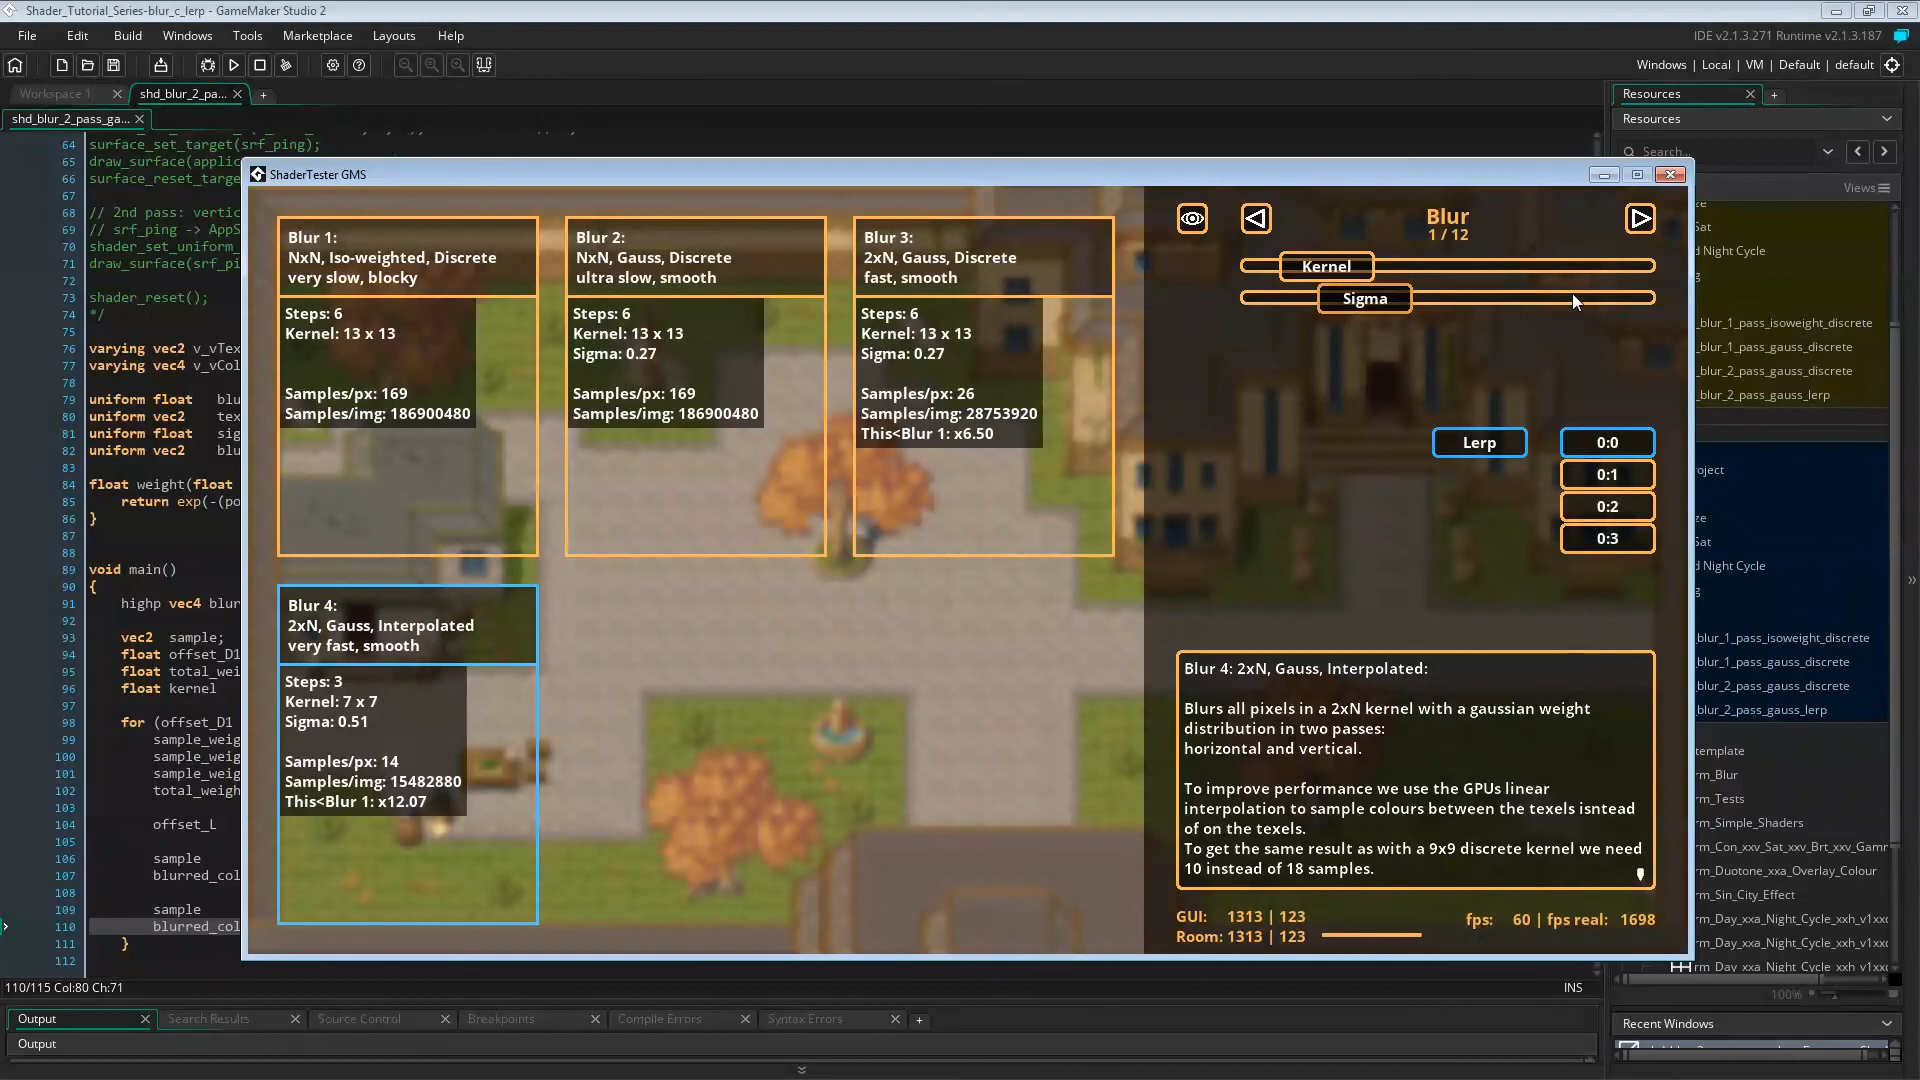 Shader_Tutorial_Series-blur_c_lerp - GameMaker Studio 2
File Edit Build Windows Tools Marketplace Layouts Help
IDE v2.1.3.271 Runtime v2.1.3.187
Windows | Local | VM | Default | default
Workspace 1
shd_blur_2_pa...
shd_blur_2_pass_ga...
64 surface_set_target(srf_ping);
65 draw_surface(applic
66 surface_reset_targe
67
68 // 2nd pass: vertic
69 // srf_ping -> AppS
70 shader_set_uniform_
71 draw_surface(srf_pi
72
73 shader_reset();
74 */
75
76 varying vec2 v_vTex
77 varying vec4 v_vCol
78
79 uniform float blu
80 uniform vec2 tex
81 uniform float sig
82 uniform vec2 blu
83
84 float weight(float
85 return exp(-(po
86 }
87
88
89 void main()
90 {
91 highp vec4 blur
92
93 vec2 sample;
94 float offset_D1
95 float total_wei
96 float kernel
97
98 for (offset_D1
99 sample_weig
100 sample_weig
101 sample_weig
102 total_weigh
103
104 offset_L
105
106 sample
107 blurred_col
108
109 sample
110 blurred_col
111 }
112
110/115 Col:80 Ch:71
INS
ShaderTester GMS
Blur 1:
NxN, Iso-weighted, Discrete
very slow, blocky
Steps: 6
Kernel: 13 x 13
Samples/px: 169
Samples/img: 186900480
Blur 2:
NxN, Gauss, Discrete
ultra slow, smooth
Steps: 6
Kernel: 13 x 13
Sigma: 0.27
Samples/px: 169
Samples/img: 186900480
Blur 3:
2xN, Gauss, Discrete
fast, smooth
Steps: 6
Kernel: 13 x 13
Sigma: 0.27
Samples/px: 26
Samples/img: 28753920
This<Blur 1: x6.50
Blur 4:
2xN, Gauss, Interpolated
very fast, smooth
Steps: 3
Kernel: 7 x 7
Sigma: 0.51
Samples/px: 14
Samples/img: 15482880
This<Blur 1: x12.07
Blur
1 / 12
Kernel
Sigma
Lerp
0:0
0:1
0:2
0:3
Blur 4: 2xN, Gauss, Interpolated:
Blurs all pixels in a 2xN kernel with a gaussian weight
distribution in two passes:
horizontal and vertical.
To improve performance we use the GPUs linear
interpolation to sample colours between the texels isntead
of on the texels.
To get the same result as with a 9x9 discrete kernel we need
10 instead of 18 samples.
GUI: 1313 | 123
Room: 1313 | 123
fps: 60 | fps real: 1698
Resources
Resources
Search...
Views
ze
Sat
d Night Cycle
g
_blur_1_pass_isoweight_discrete
_blur_1_pass_gauss_discrete
_blur_2_pass_gauss_discrete
_blur_2_pass_gauss_lerp
roject
ze
Sat
d Night Cycle
g
_blur_1_pass_isoweight_discrete
_blur_1_pass_gauss_discrete
_blur_2_pass_gauss_discrete
_blur_2_pass_gauss_lerp
template
rm_Blur
rm_Tests
rm_Simple_Shaders
rm_Con_xxv_Sat_xxv_Brt_xxv_Gamm
rm_Duotone_xxa_Overlay_Colour
rm_Sin_City_Effect
rm_Day_xxa_Night_Cycle_xxh_v1xx
rm_Day_xxa_Night_Cycle_xxh_v1xx
rm_Day_xxa_Night_Cycle_xxh_v1xx
100%
Recent Windows
Output Search Results Source Control Breakpoints Compile Errors Syntax Errors
Output